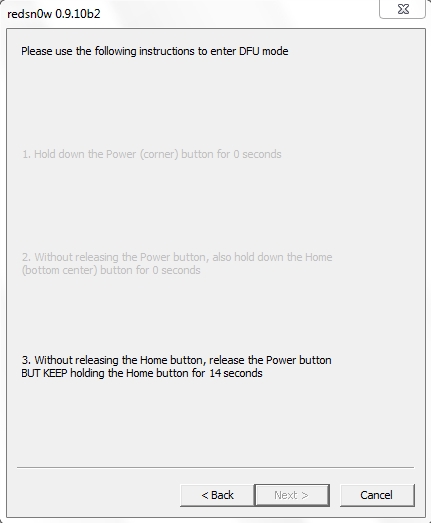 redsn0w 0.9.10b2
Please use the following instructions to enter DFU mode
1. Hold down the Power (corner) button for 0 seconds
2. Without releasing the Power button, also hold down the Home
(bottom center) button for 0 seconds
3. Without releasing the Home button, release the Power button
BUT KEEP holding the Home button for 14 seconds
< Back Next > Cancel